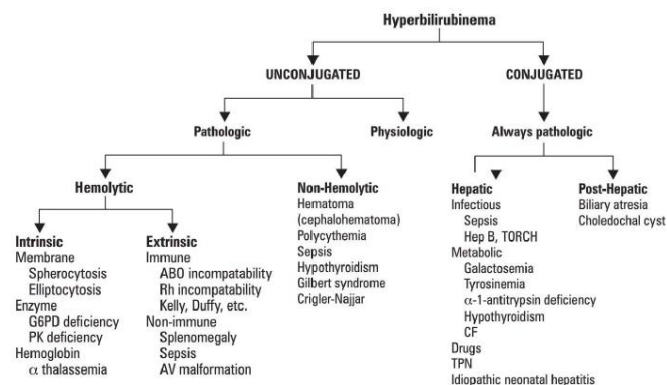 Hyperbilirubinema
UNCONJUGATED
CONJUGATED
Pathologic
Physiologic
Always pathologic
Hemolytic
Intrinsic
Membrane
Spherocytosis
Elliptocytosis
Enzyme
G6PD deficiency
PK deficiency
Hemoglobin
α thalassemia
Extrinsic
Immune
ABO incompatability
Rh incompatability
Kelly, Duffy, etc.
Non-immune
Splenomegaly
Sepsis
AV malformation
Non-Hemolytic
Hematoma
(cephalohematoma)
Polycythemia
Sepsis
Hypothyroidism
Gilbert syndrome
Crigler-Najjar
Hepatic
Infectious
Sepsis
Hep B, TORCH
Metabolic
Galactosemia
Tyrosinemia
α-1-antitrypsin deficiency
Hypothyroidism
CF
Drugs
TPN
Idiopathic neonatal hepatitis
Post-Hepatic
Biliary atresia
Choledochal cyst